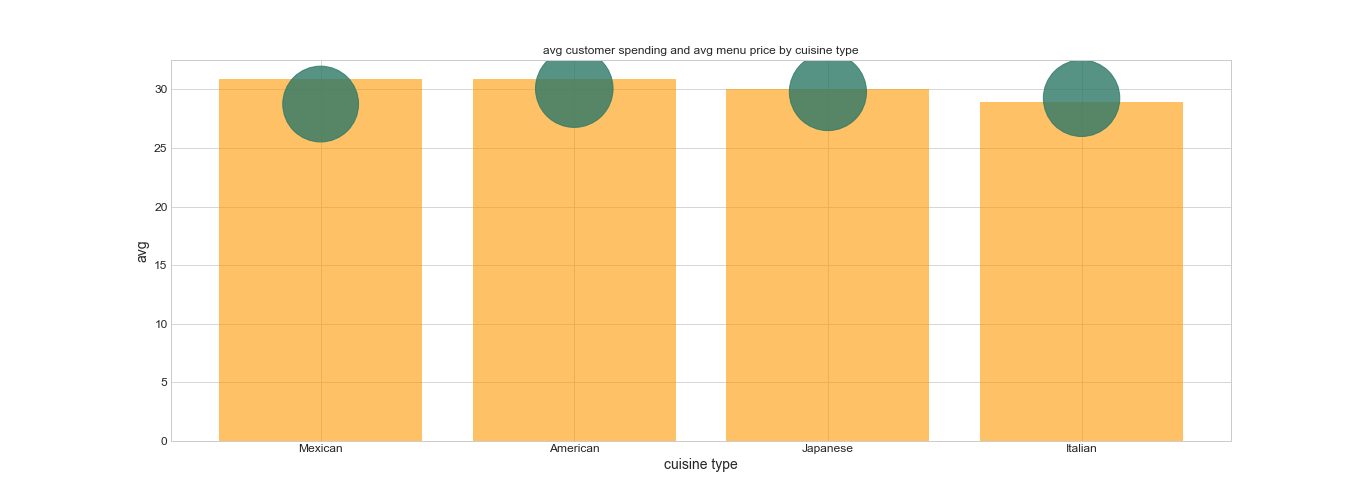 avg customer spending and avg menu price by cuisine type
30
25
20
15
10
5
0
avg
Mexican
American
Japanese
Italian
cuisine type